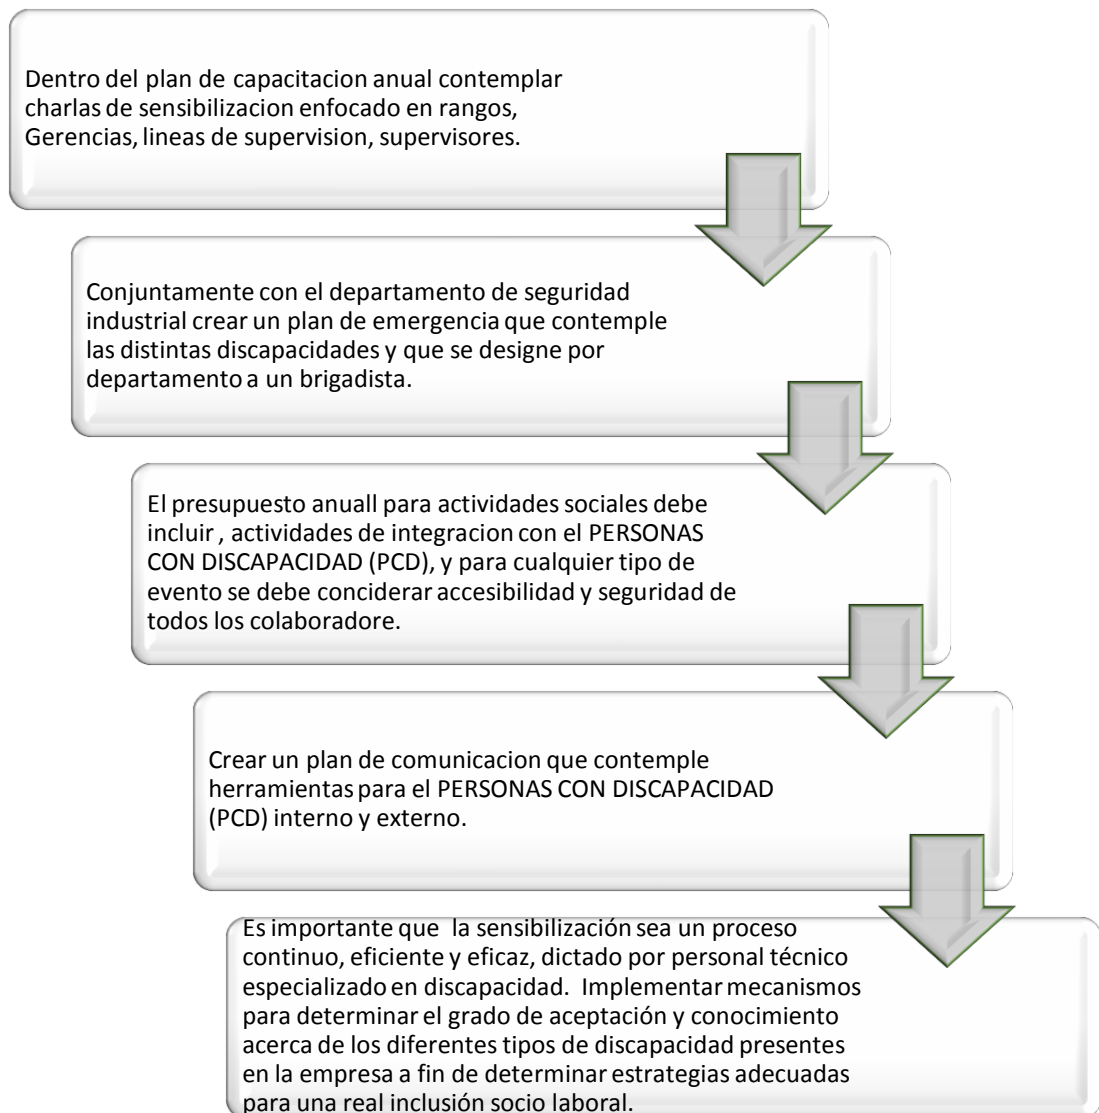 Dentro del plan de capacitacion anual contemplar
charlas de sensibilizacion enfocado en rangos,
Gerencias, lineas de supervision, supervisores.
Conjuntamente con el departamento de seguridad
industrial crear un plan de emergencia que contemple
las distintas discapacidades y que se designe por
departamento a un brigadista.
El presupuesto anuall para actividades sociales debe
incluir , actividades de integracion con el PERSONAS
CON DISCAPACIDAD (PCD), y para cualquier tipo de
evento se debe conciderar accesibilidad y seguridad de
todos los colaboradore.
Crear un plan de comunicacion que contemple
herramientas para el PERSONAS CON DISCAPACIDAD
(PCD) interno y externo.
Es importante que  la sensibilización sea un proceso
continuo, eficiente y eficaz, dictado por personal técnico
especializado en discapacidad.  Implementar mecanismos
para determinar el grado de aceptación y conocimiento
acerca de los diferentes tipos de discapacidad presentes
en la empresa a fin de determinar estrategias adecuadas
para una real inclusión socio laboral.